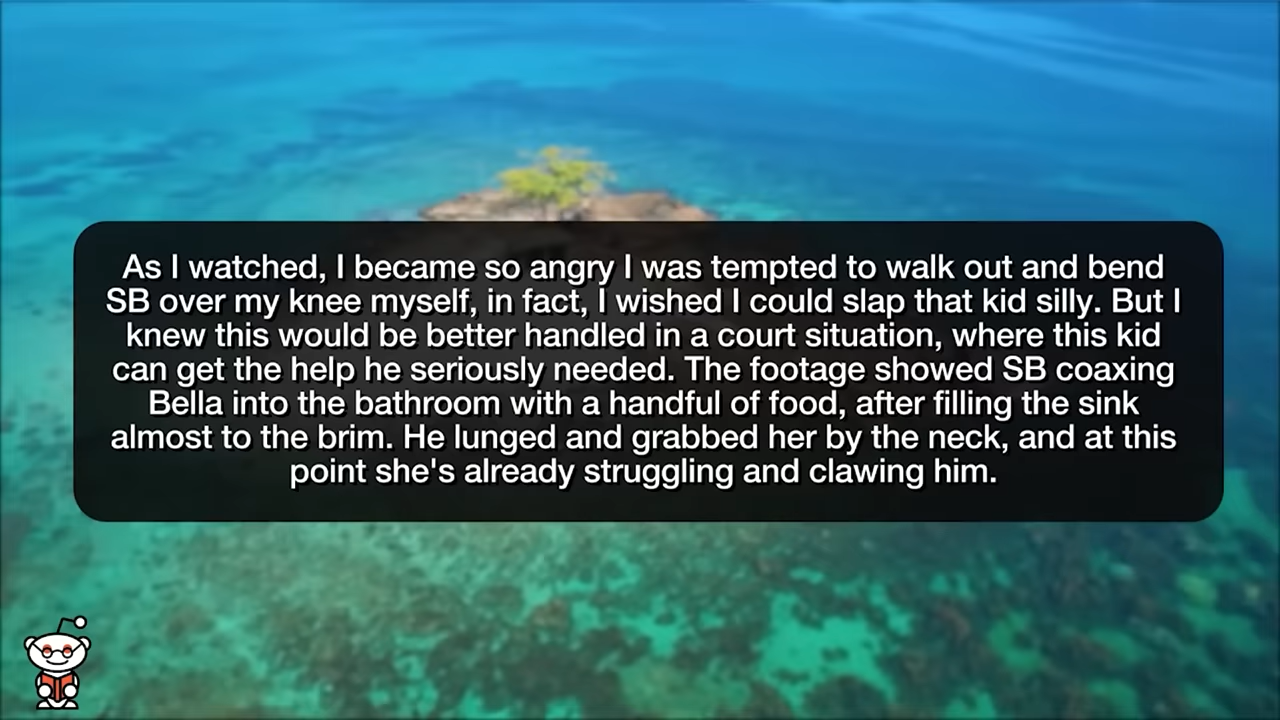 As I watched, I became so angry I was tempted to walk out and bend
SB over my knee myself, in fact, I wished I could slap that kid silly. But I
knew this would be better handled in a court situation, where this kid
can get the help he seriously needed. The footage showed SB coaxing
Bella into the bathroom with a handful of food, after filling the sink
almost to the brim. He lunged and grabbed her by the neck, and at this
point she's already struggling and clawing him.